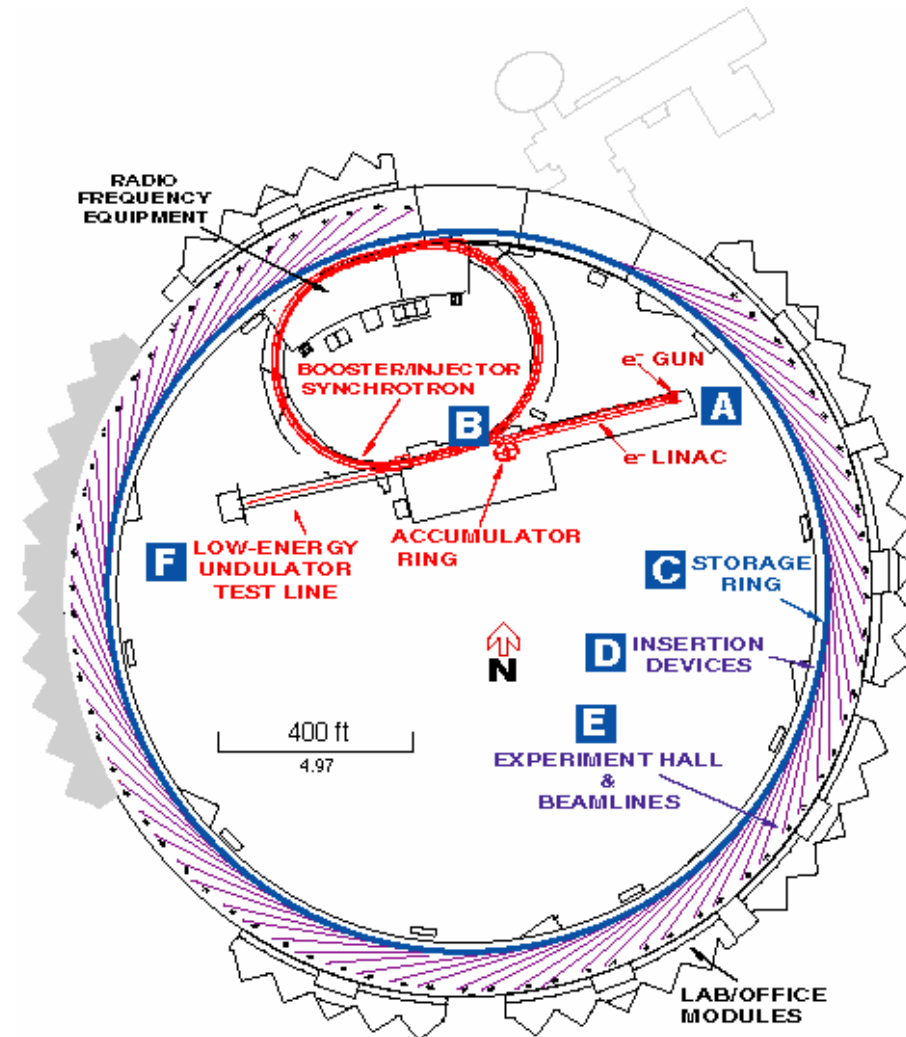 RADIO
FREQUENCY
EQUIPMENT
BOOSTER/INJECTOR
SYNCHROTRON
e⁻ GUN
A
B
e⁻ LINAC
ACCUMULATOR
RING
F
LOW-ENERGY
UNDULATOR
TEST LINE
C
STORAGE
RING
D
INSERTION
DEVICES
N
E
EXPERIMENT HALL
&
BEAMLINES
400 ft
4.97
LAB/OFFICE
MODULES